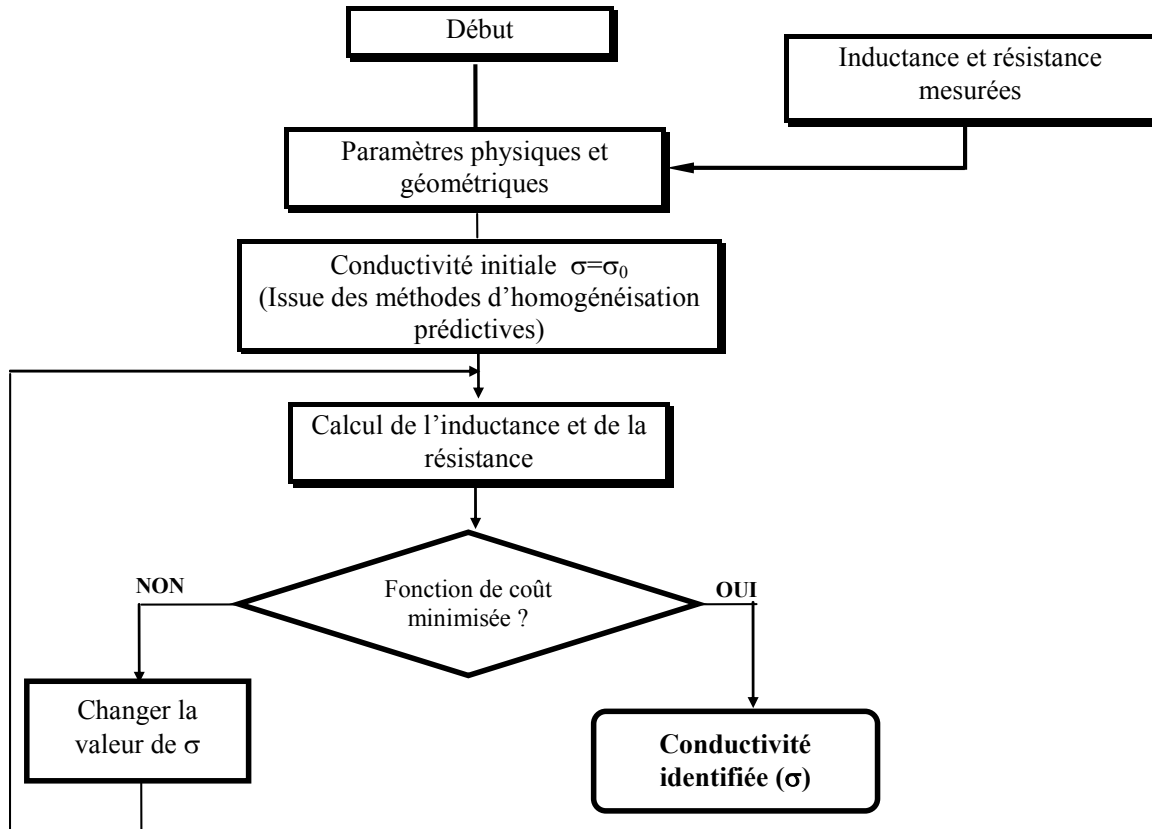 Début
Inductance et résistance
mesurées
Paramètres physiques et
géométriques
Conductivité initiale σ=σ₀
(Issue des méthodes d’homogénéisation
prédictives)
Calcul de l’inductance et de la
résistance
Fonction de coût
minimisée ?
NON
OUI
Changer la
valeur de σ
Conductivité
identifiée (σ)